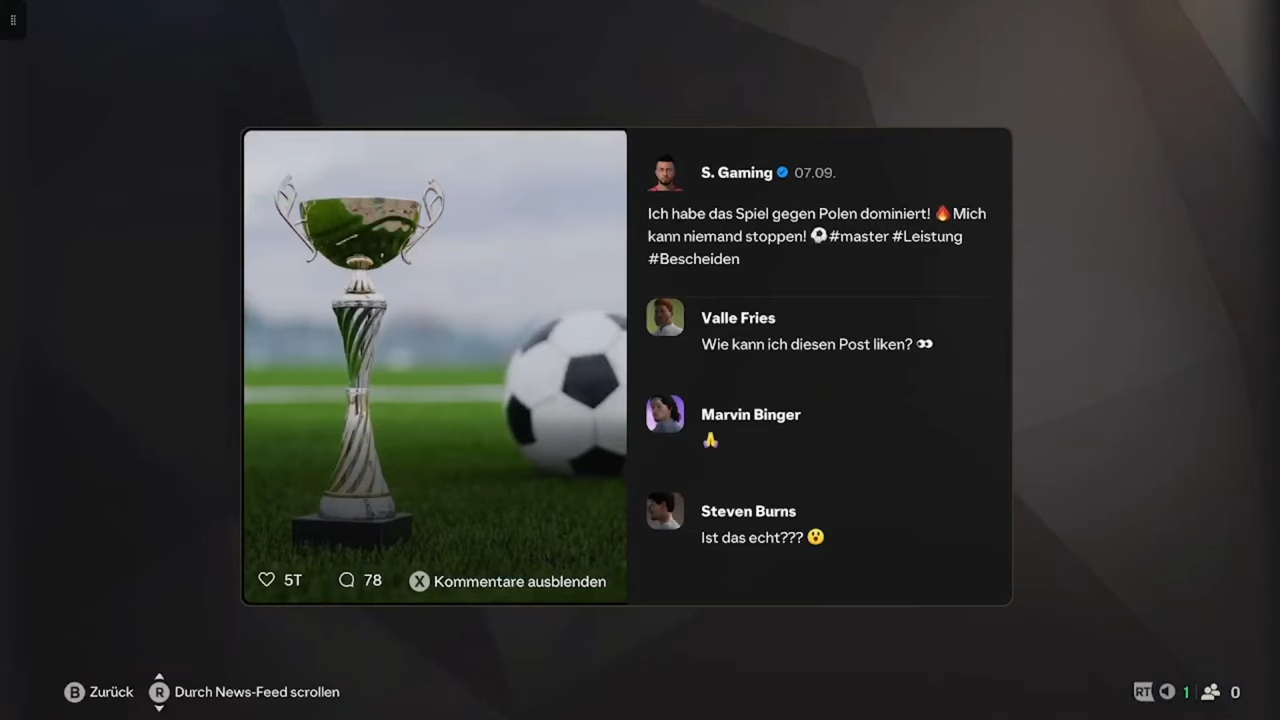 S. Gaming 07.09.
Ich habe das Spiel gegen Polen dominiert! 🔥Mich
kann niemand stoppen! ⚽#master #Leistung
#Bescheiden
Valle Fries
Wie kann ich diesen Post liken? 👀
Marvin Binger
🙏
Steven Burns
Ist das echt??? 😮
5T 78 X Kommentare ausblenden
B Zurück R Durch News-Feed scrollen
RT 1 0